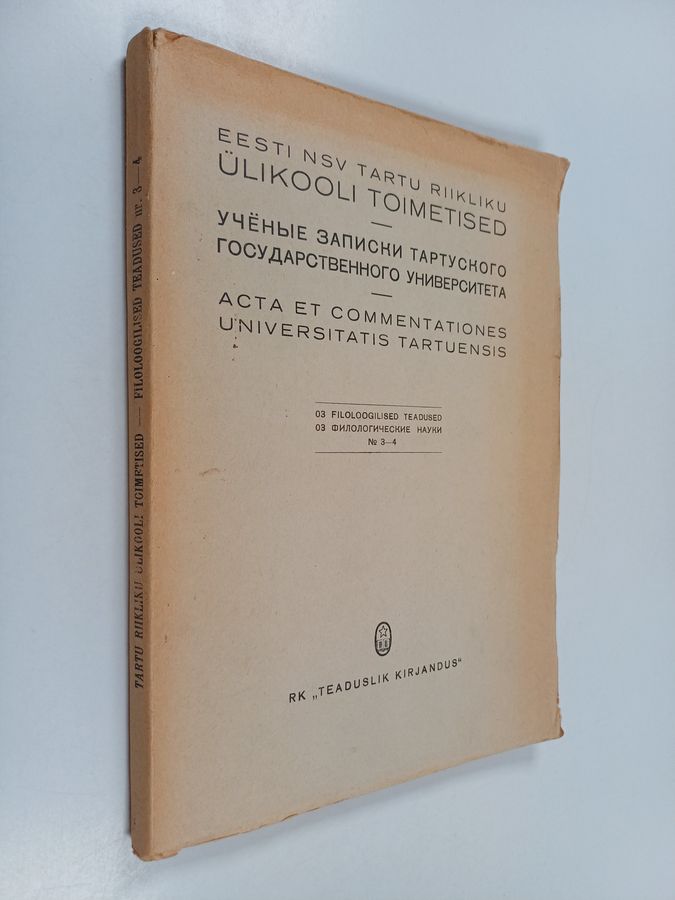 EESTI NSV TARTU RIIKLIKU
ÜLIKOOLI TOIMETISED
УЧЁНЫЕ ЗАПИСКИ ТАРТУСКОГО
ГОСУДАРСТВЕННОГО УНИВЕРСИТЕТА
ACTA ET COMMENTATIONES
UNIVERSITATIS TARTUENSIS
03 FILOLOOGILISED TEADUSED
03 ФИЛОЛОГИЧЕСКИЕ НАУКИ
№ 3—4
RK „TEADUSLIK KIRJANDUS"
TARTU RIIKLIKU ÜLIKOOLI TOIMETISED — FILOLOOGILISED TEADUSED nr. 3—4